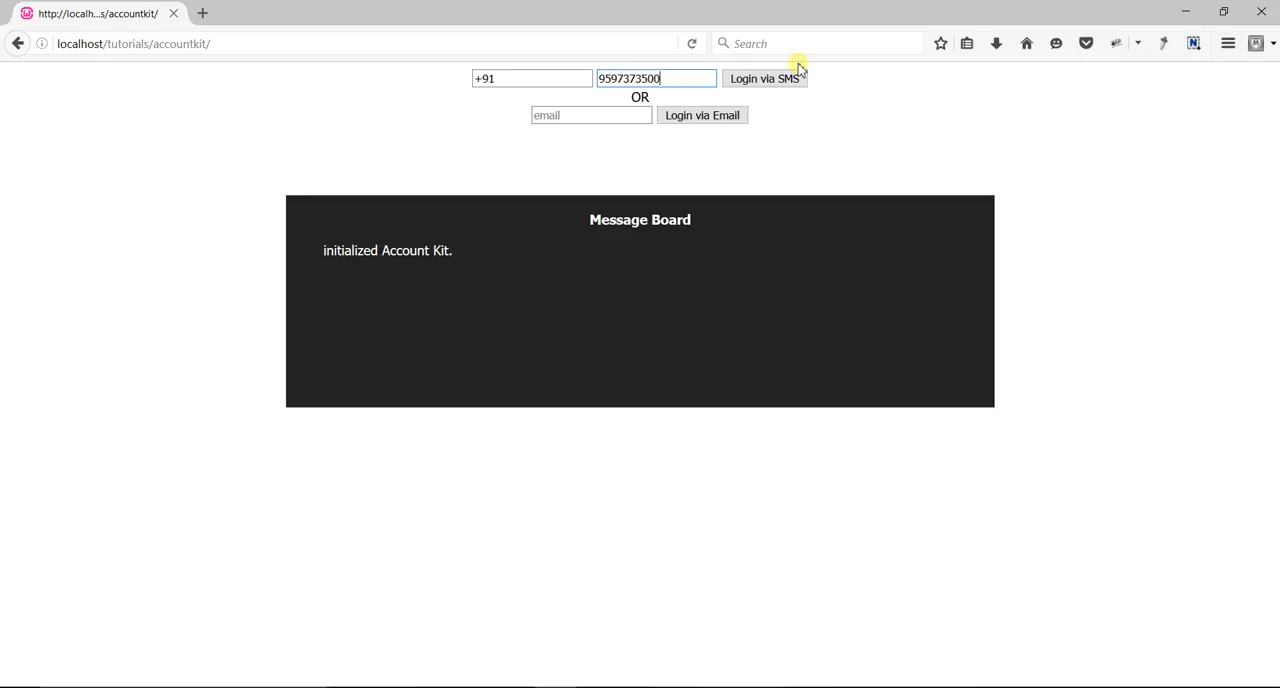 http://localh...s/accountkit/
localhost/tutorials/accountkit/
Search
+91 9597373500 Login via SMS
OR
email Login via Email
Message Board
initialized Account Kit.